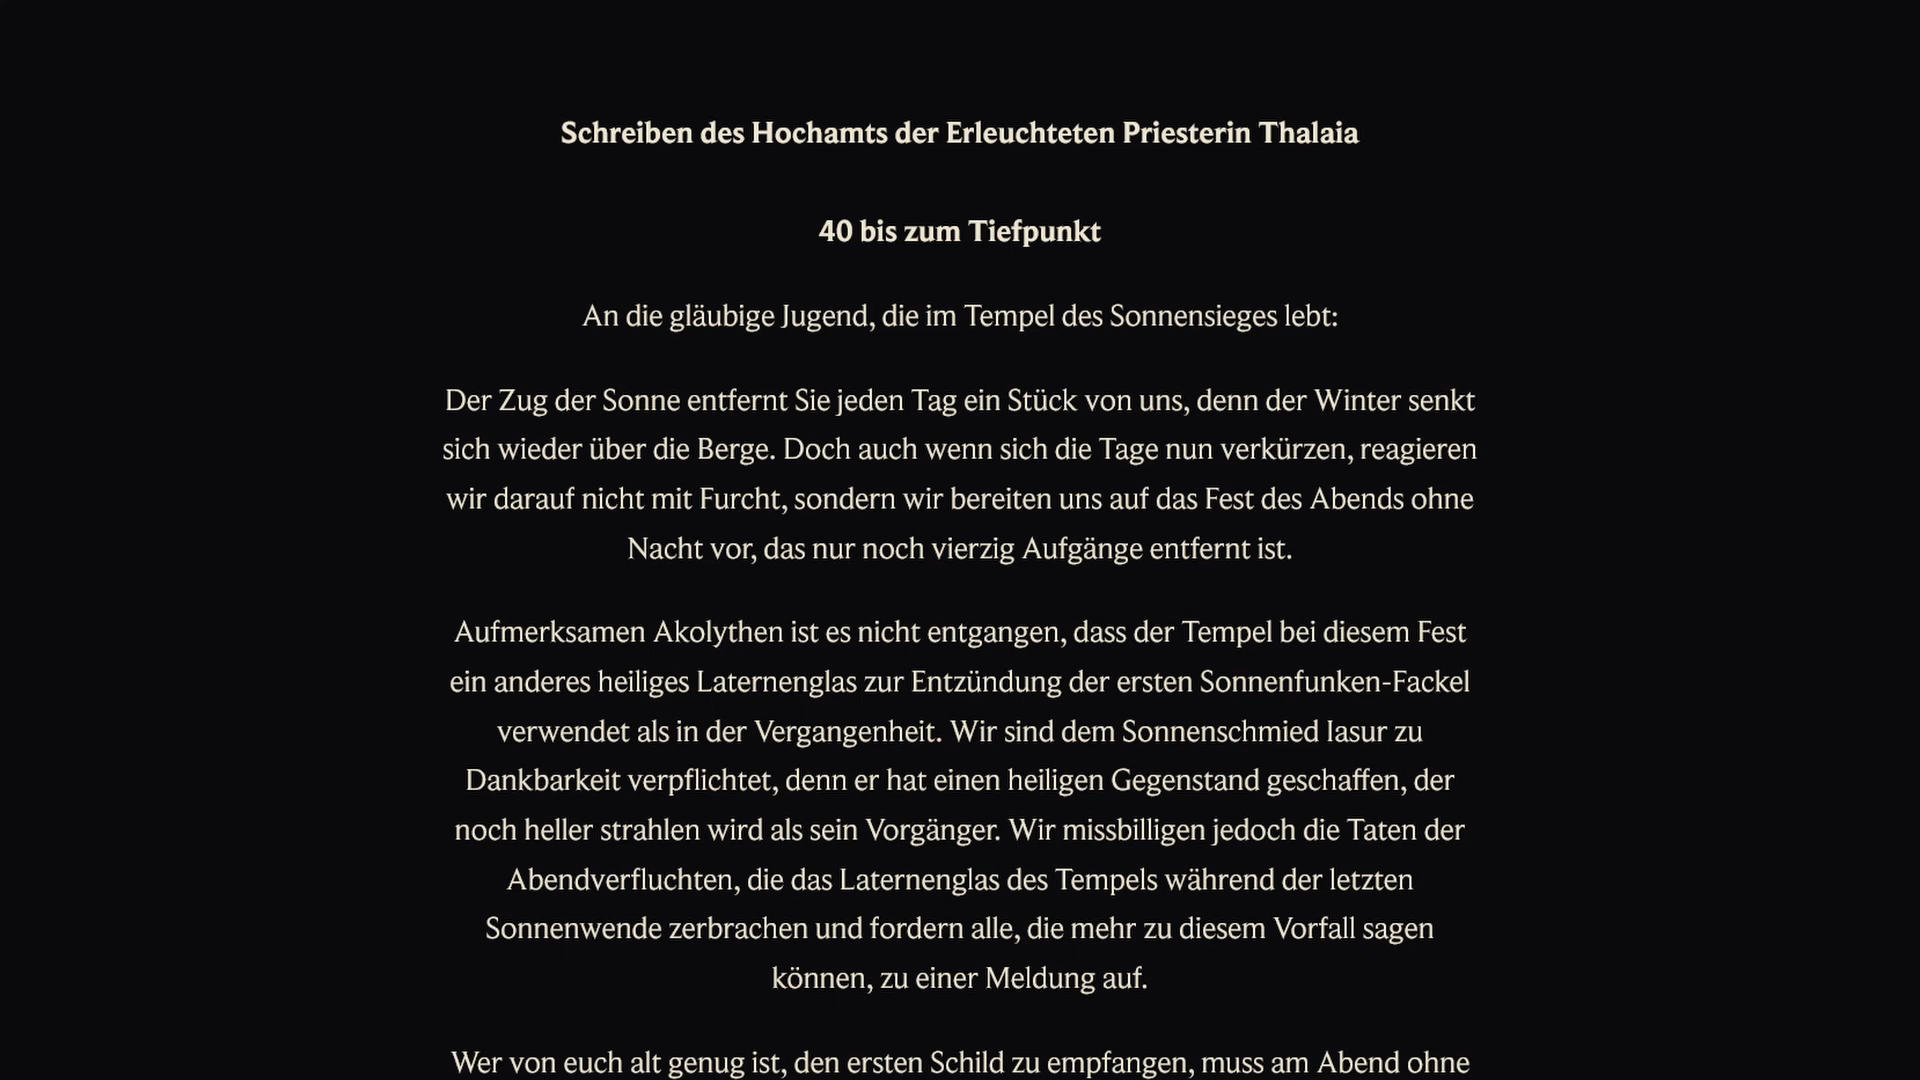 Schreiben des Hochamts der Erleuchteten Priesterin Thalaia
40 bis zum Tiefpunkt
An die gläubige Jugend, die im Tempel des Sonnensieges lebt:
Der Zug der Sonne entfernt Sie jeden Tag ein Stück von uns, denn der Winter senkt
sich wieder über die Berge. Doch auch wenn sich die Tage nun verkürzen, reagieren
wir darauf nicht mit Furcht, sondern wir bereiten uns auf das Fest des Abends ohne
Nacht vor, das nur noch vierzig Aufgänge entfernt ist.
Aufmerksamen Akolythen ist es nicht entgangen, dass der Tempel bei diesem Fest
ein anderes heiliges Laternenglas zur Entzündung der ersten Sonnenfunken-Fackel
verwendet als in der Vergangenheit. Wir sind dem Sonnenschmied Iasur zu
Dankbarkeit verpflichtet, denn er hat einen heiligen Gegenstand geschaffen, der
noch heller strahlen wird als sein Vorgänger. Wir missbilligen jedoch die Taten der
Abendverfluchten, die das Laternenglas des Tempels während der letzten
Sonnenwende zerbrachen und fordern alle, die mehr zu diesem Vorfall sagen
können, zu einer Meldung auf.
Wer von euch alt genug ist, den ersten Schild zu empfangen, muss am Abend ohne